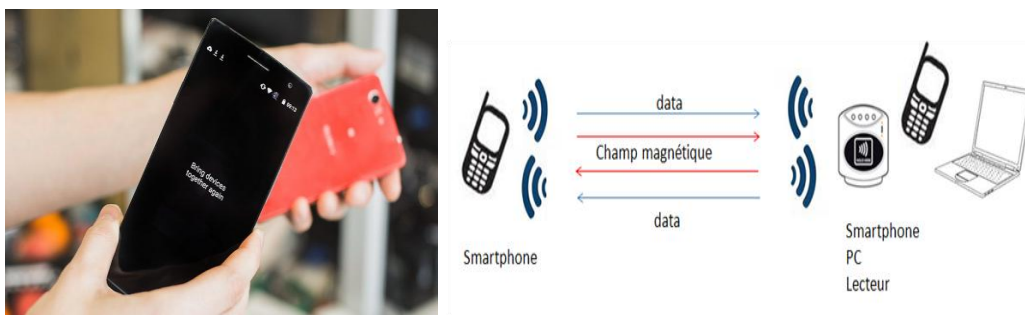 Bring devices
together again
data
Champ magnétique
data
Smartphone
Smartphone
PC
Lecteur